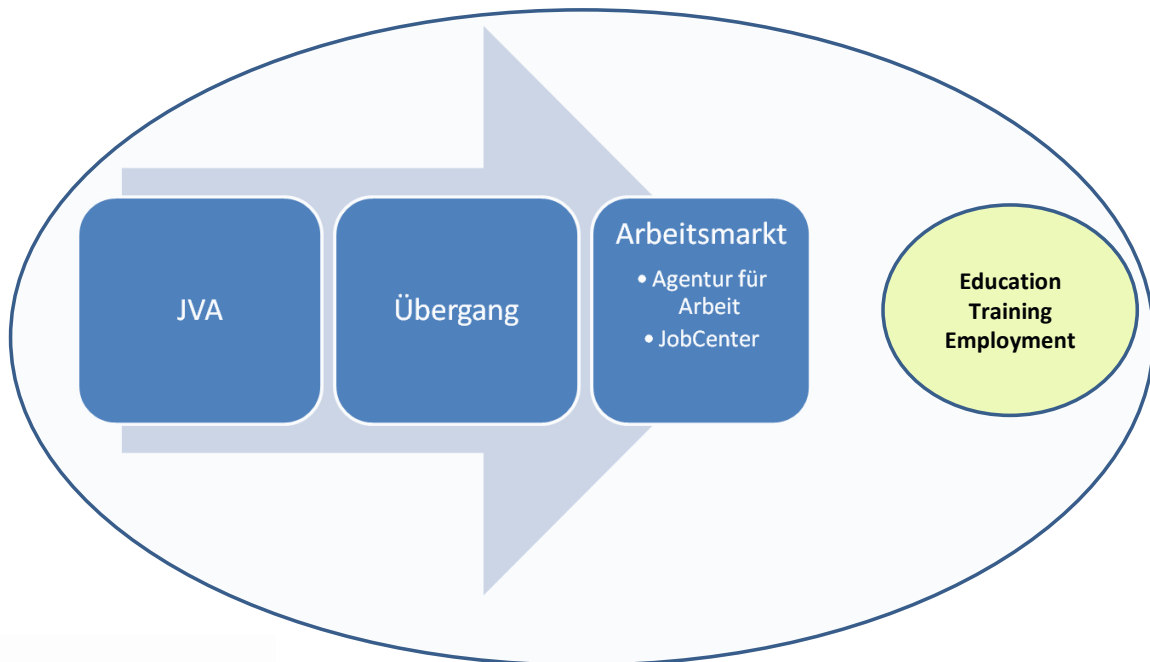 JVA
Übergang
Arbeitsmarkt
• Agentur für
Arbeit
• JobCenter
Education
Training
Employment